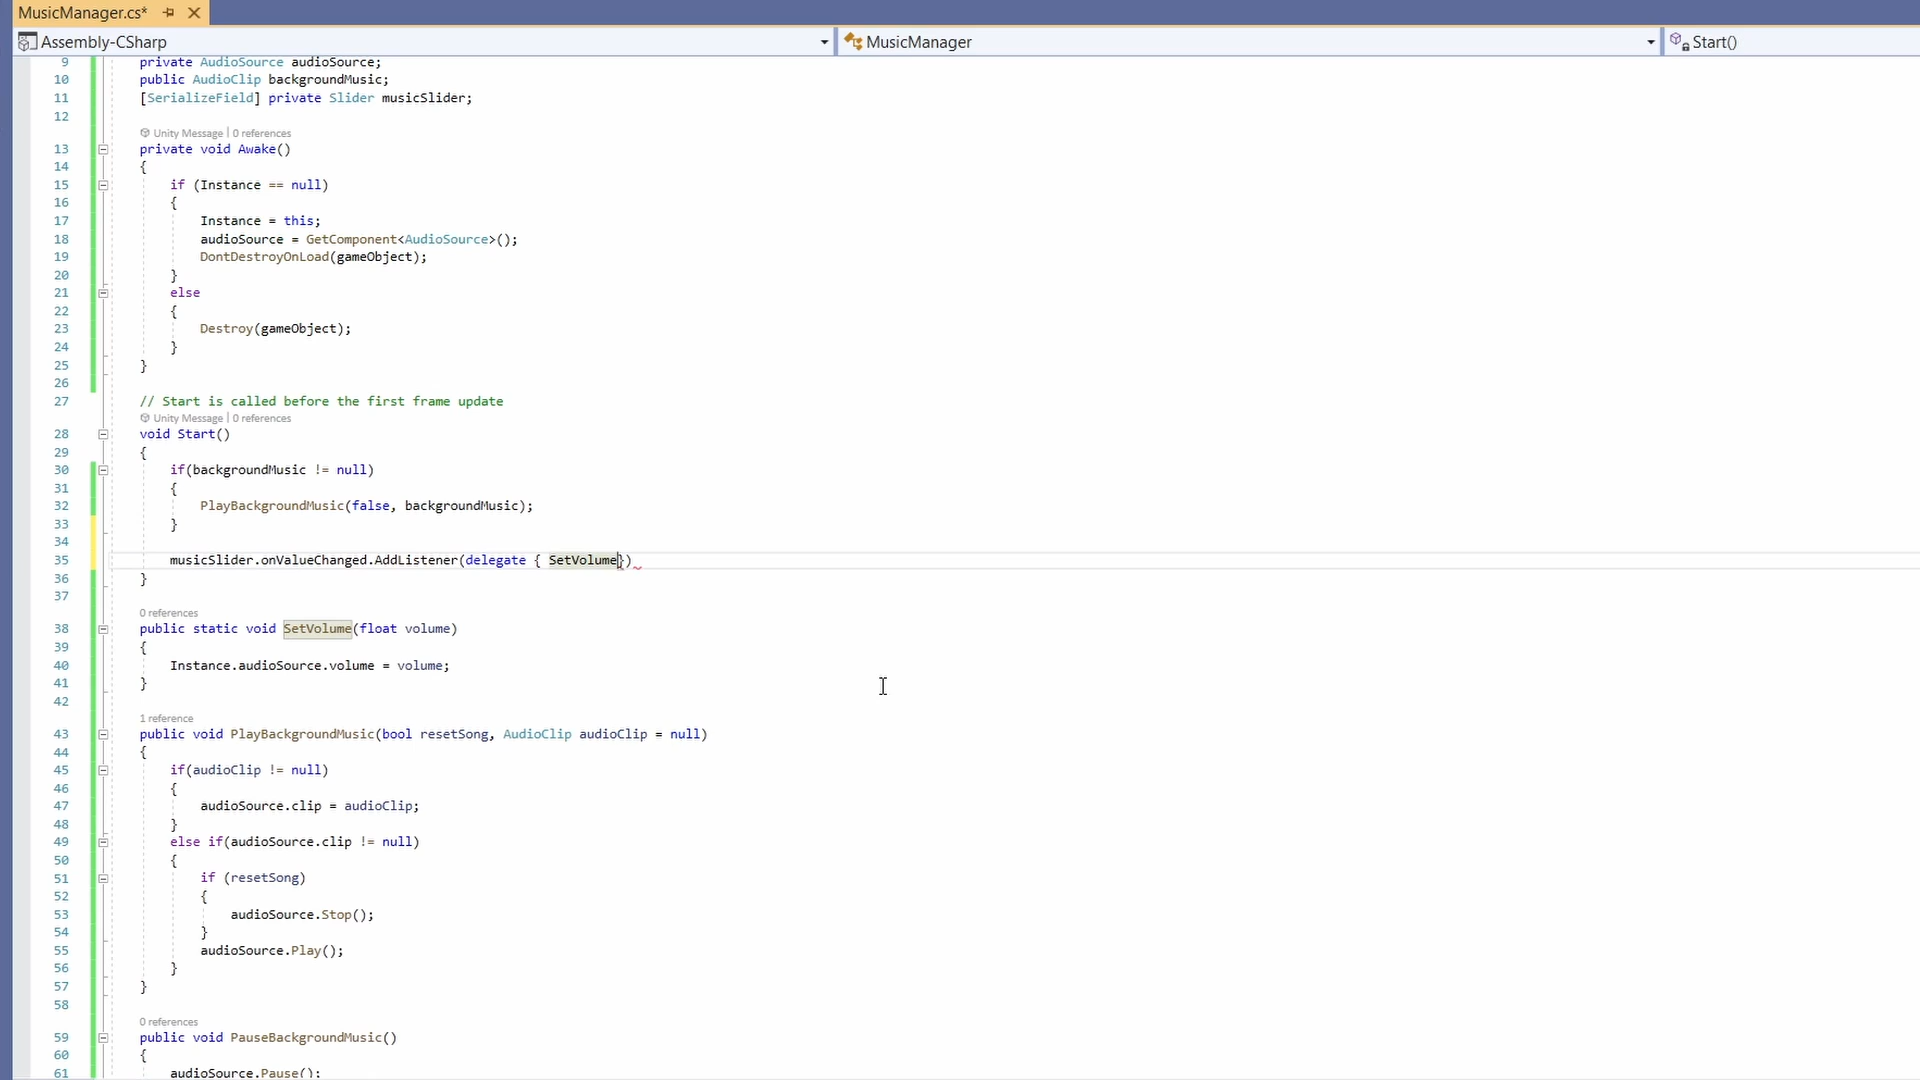 MusicManager.cs*
Assembly-CSharp MusicManager Start()
9 private AudioSource audioSource;
10 public AudioClip backgroundMusic;
11 [SerializeField] private Slider musicSlider;
12
Unity Message | 0 references
13 private void Awake()
14 {
15 if (Instance == null)
16 {
17 Instance = this;
18 audioSource = GetComponent<AudioSource>();
19 DontDestroyOnLoad(gameObject);
20 }
21 else
22 {
23 Destroy(gameObject);
24 }
25 }
26
27 // Start is called before the first frame update
Unity Message | 0 references
28 void Start()
29 {
30 if(backgroundMusic != null)
31 {
32 PlayBackgroundMusic(false, backgroundMusic);
33 }
34
35 musicSlider.onValueChanged.AddListener(delegate { SetVolume})
36 }
37
0 references
38 public static void SetVolume(float volume)
39 {
40 Instance.audioSource.volume = volume;
41 }
42
1 reference
43 public void PlayBackgroundMusic(bool resetSong, AudioClip audioClip = null)
44 {
45 if(audioClip != null)
46 {
47 audioSource.clip = audioClip;
48 }
49 else if(audioSource.clip != null)
50 {
51 if (resetSong)
52 {
53 audioSource.Stop();
54 }
55 audioSource.Play();
56 }
57 }
58
0 references
59 public void PauseBackgroundMusic()
60 {
61 audioSource.Pause();